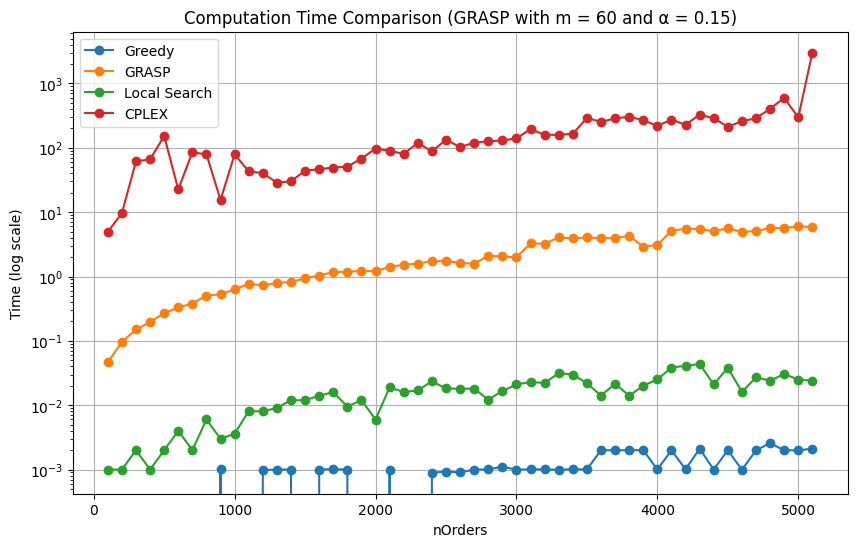 Computation Time Comparison (GRASP with m = 60 and α = 0.15)
Greedy
GRASP
Local Search
CPLEX
Time (log scale)
10³
10²
10¹
10⁰
10⁻¹
10⁻²
10⁻³
0 1000 2000 3000 4000 5000
nOrders